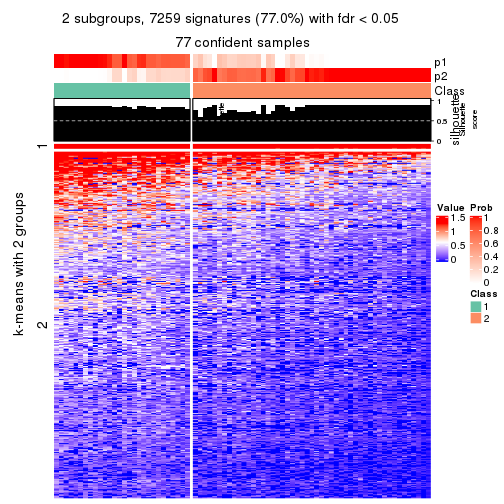 2 subgroups, 7259 signatures (77.0%) with fdr < 0.05
77 confident samples
p1
p2
Class
silhouette
Silhouette
score
1
0.5
0
k-means with 2 groups
1
2
Value
1.5
1
0.5
0
Prob
1
0.8
0.6
0.4
0.2
0
Class
1
2